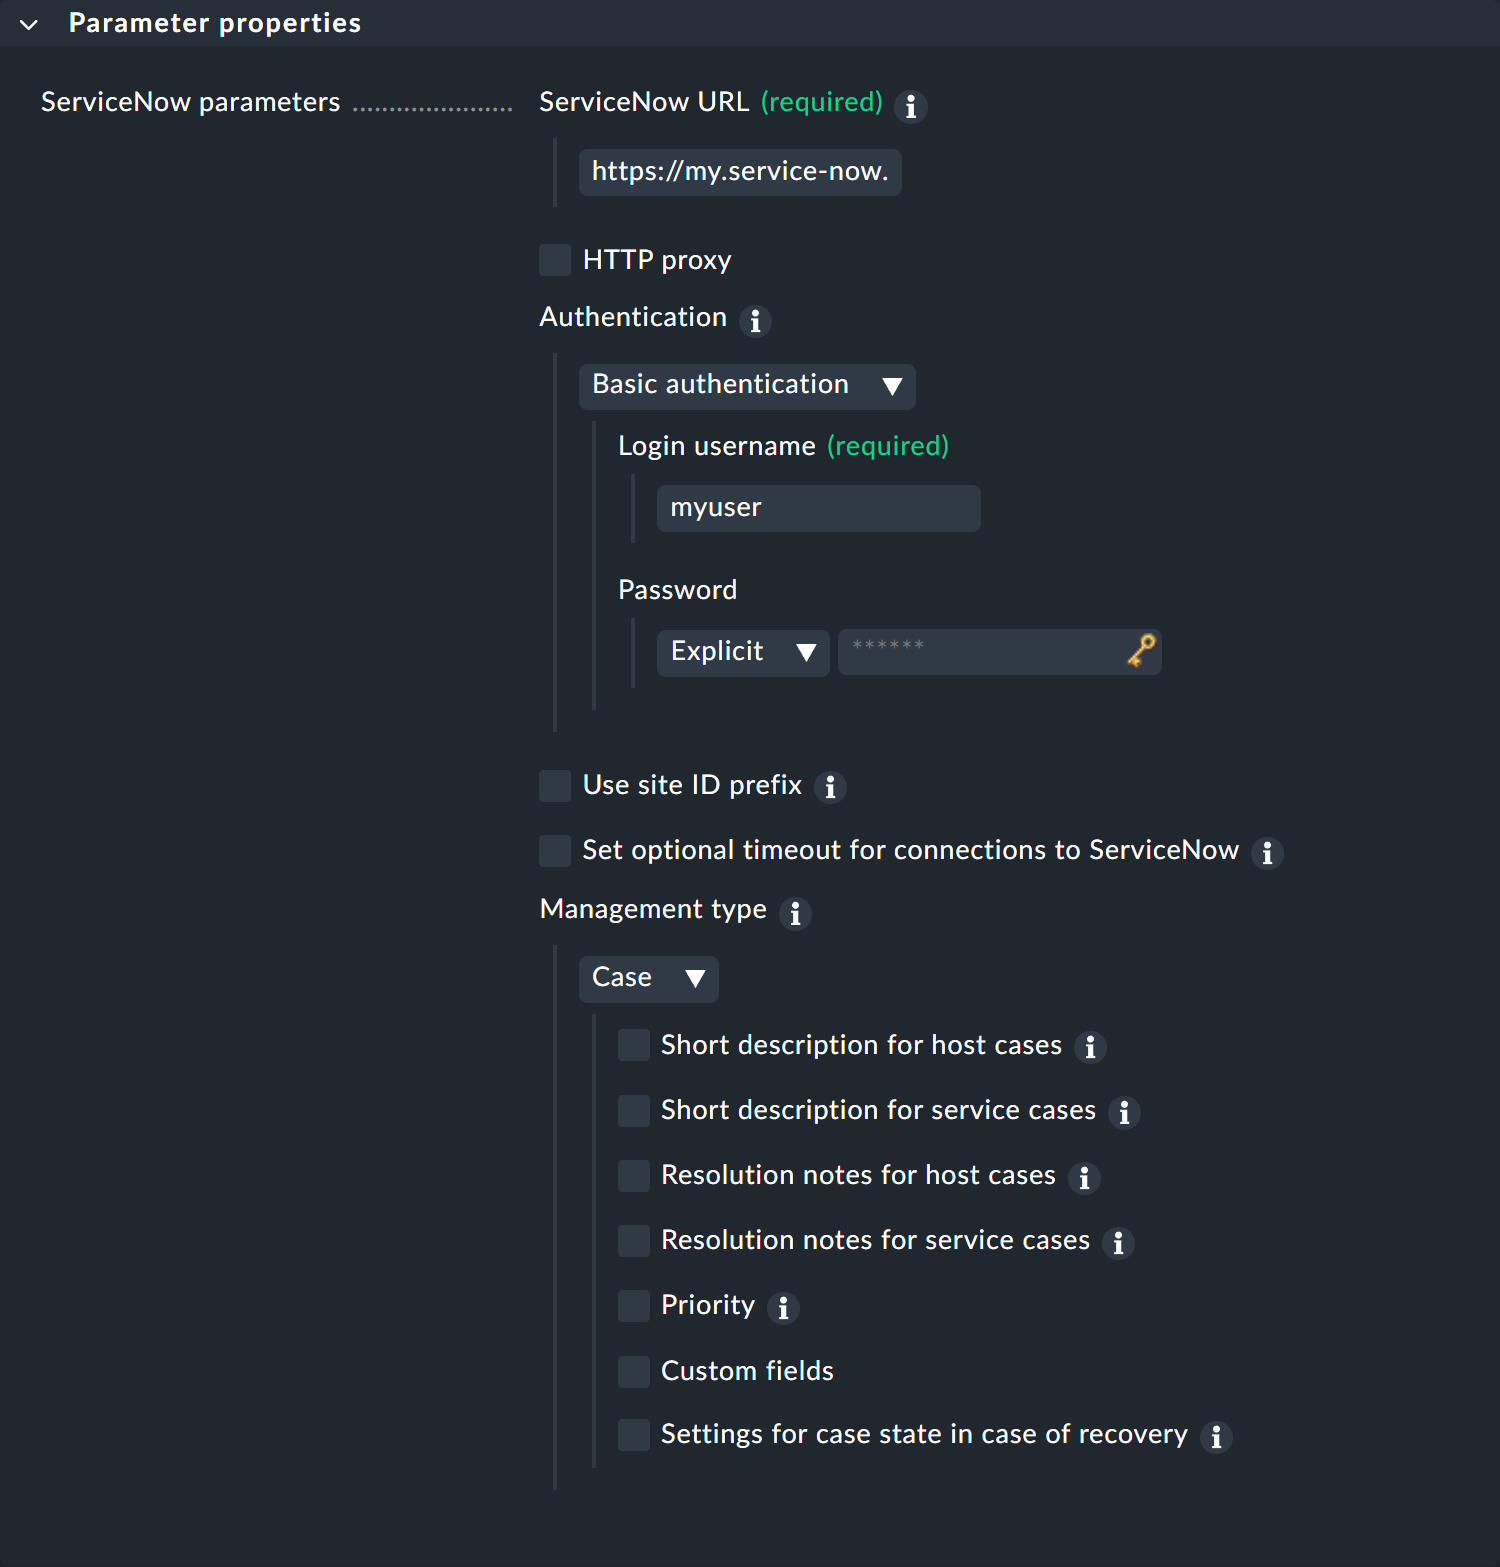 Parameter properties
ServiceNow parameters ...................... ServiceNow URL (required)
https://my.service-now.
HTTP proxy
Authentication
Basic authentication
Login username (required)
myuser
Password
Explicit ******
Use site ID prefix
Set optional timeout for connections to ServiceNow
Management type
Case
Short description for host cases
Short description for service cases
Resolution notes for host cases
Resolution notes for service cases
Priority
Custom fields
Settings for case state in case of recovery